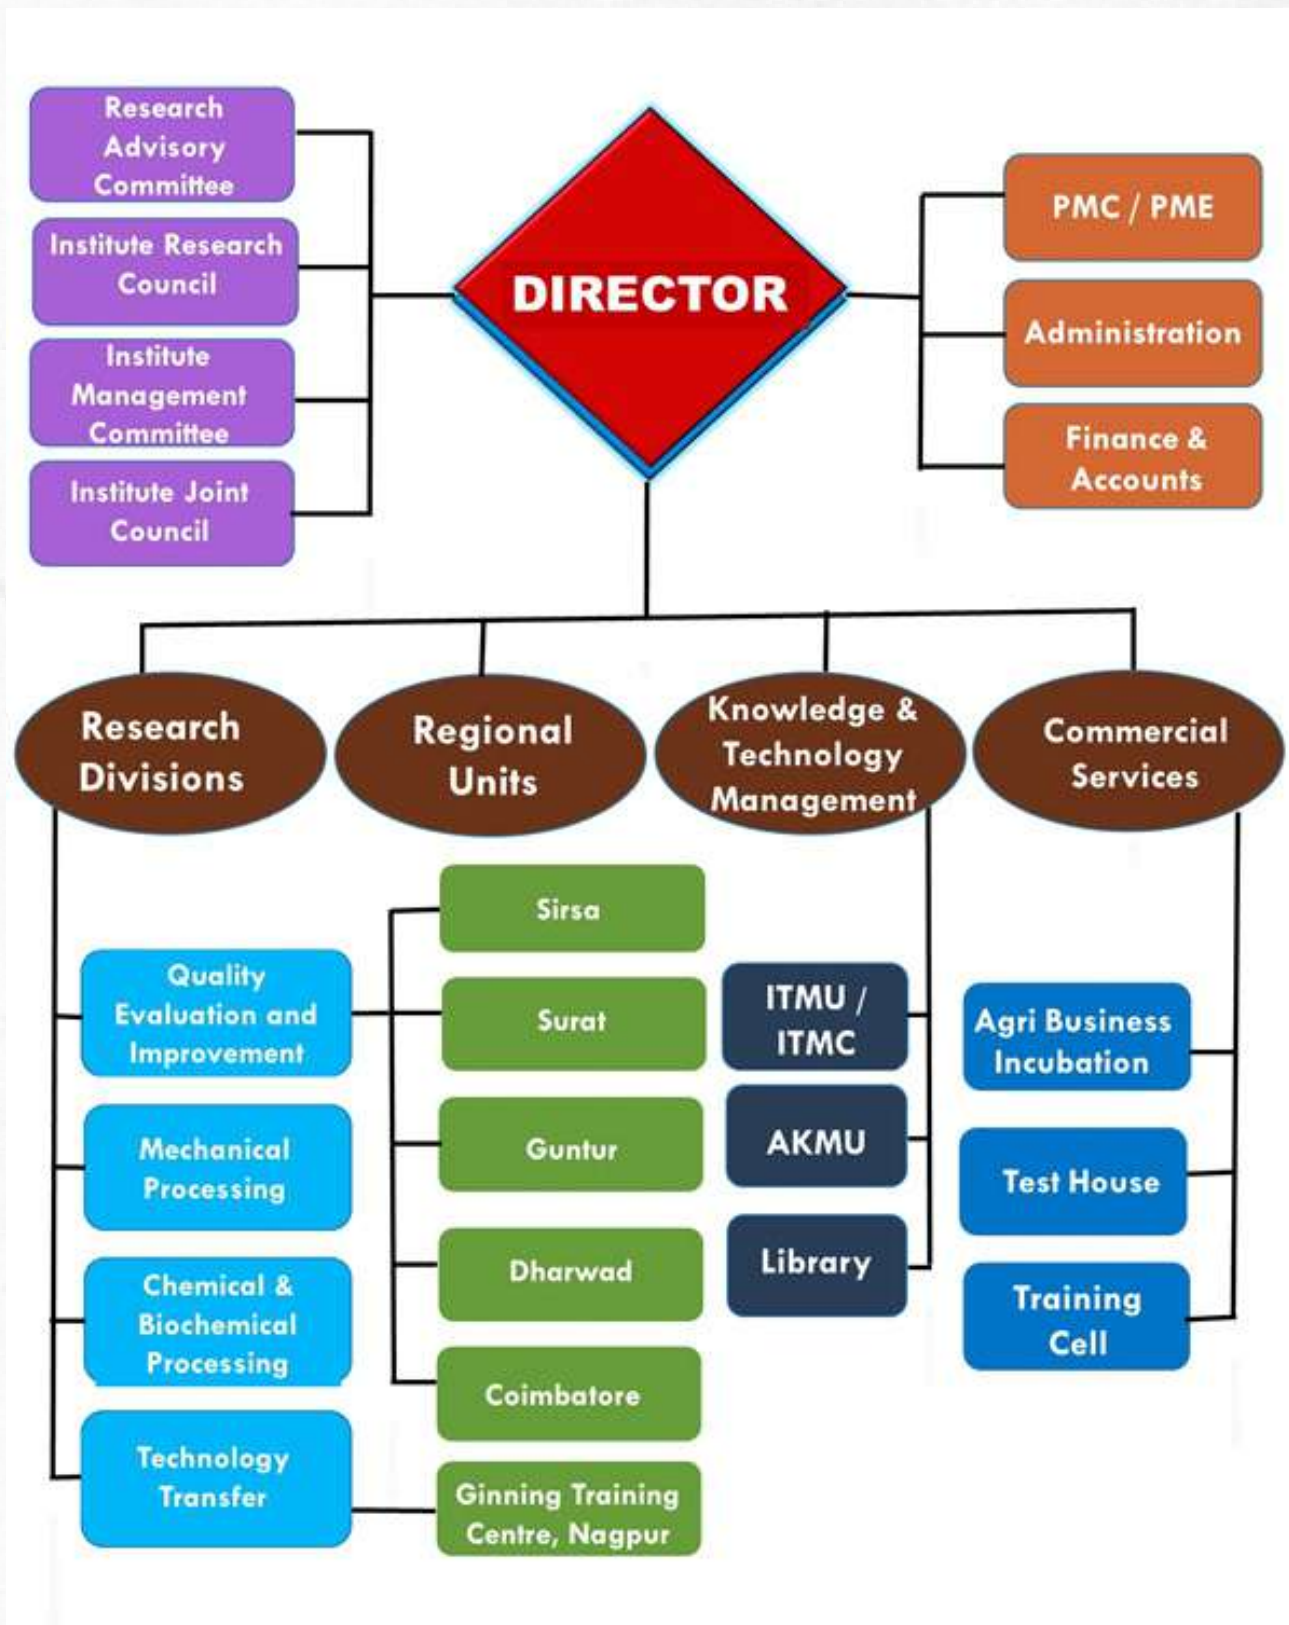 Research
Advisory
Committee
Institute Research
Council
Institute
Management
Committee
Institute Joint
Council
DIRECTOR
PMC / PME
Administration
Finance &
Accounts
Research
Divisions
Regional
Units
Knowledge &
Technology
Management
Commercial
Services
Quality
Evaluation and
Improvement
Mechanical
Processing
Chemical &
Biochemical
Processing
Technology
Transfer
Sirsa
Surat
Guntur
Dharwad
Coimbatore
Ginning Training
Centre, Nagpur
ITMU /
ITMC
AKMU
Library
Agri Business
Incubation
Test House
Training
Cell